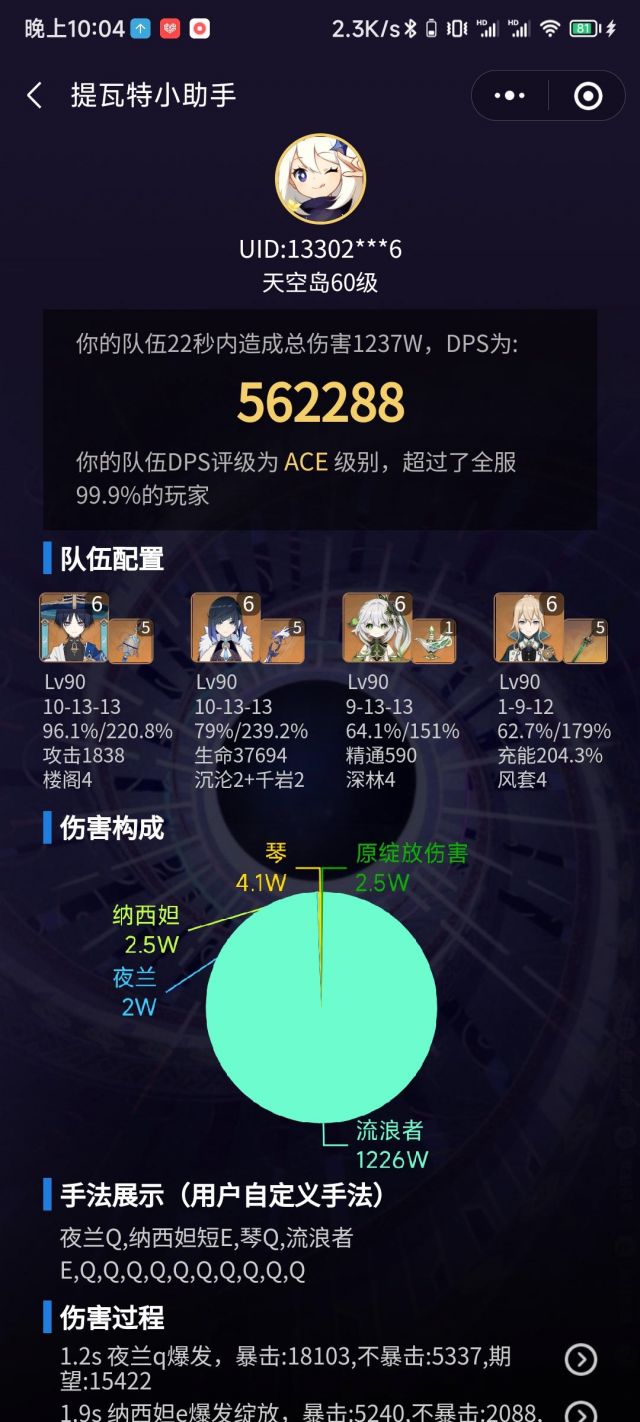 晚上10:04
2.3K/s
HD
HD
81
提瓦特小助手
UID:13302***6
天空岛60级
你的队伍22秒内造成总伤害1237W，DPS为:
562288
你的队伍DPS评级为 ACE 级别，超过了全服
99.9%的玩家
队伍配置
6 5 6 5 6 1 6 5
Lv90 Lv90 Lv90 Lv90
10-13-13 10-13-13 9-13-13 1-9-12
96.1%/220.8% 79%/239.2% 64.1%/151% 62.7%/179%
攻击1838 生命37694 精通590 充能204.3%
楼阁4 沉沦2+千岩2 深林4 风套4
伤害构成
琴 原绽放伤害
4.1W 2.5W
纳西妲
2.5W
夜兰
2W
流浪者
1226W
手法展示（用户自定义手法）
夜兰Q,纳西妲短E,琴Q,流浪者
E,Q,Q,Q,Q,Q,Q,Q,Q,Q,Q
伤害过程
1.2s 夜兰q爆发，暴击:18103,不暴击:5337,期
望:15422
1.9s 纳西妲e爆发绽放，暴击:5240,不暴击:2088,